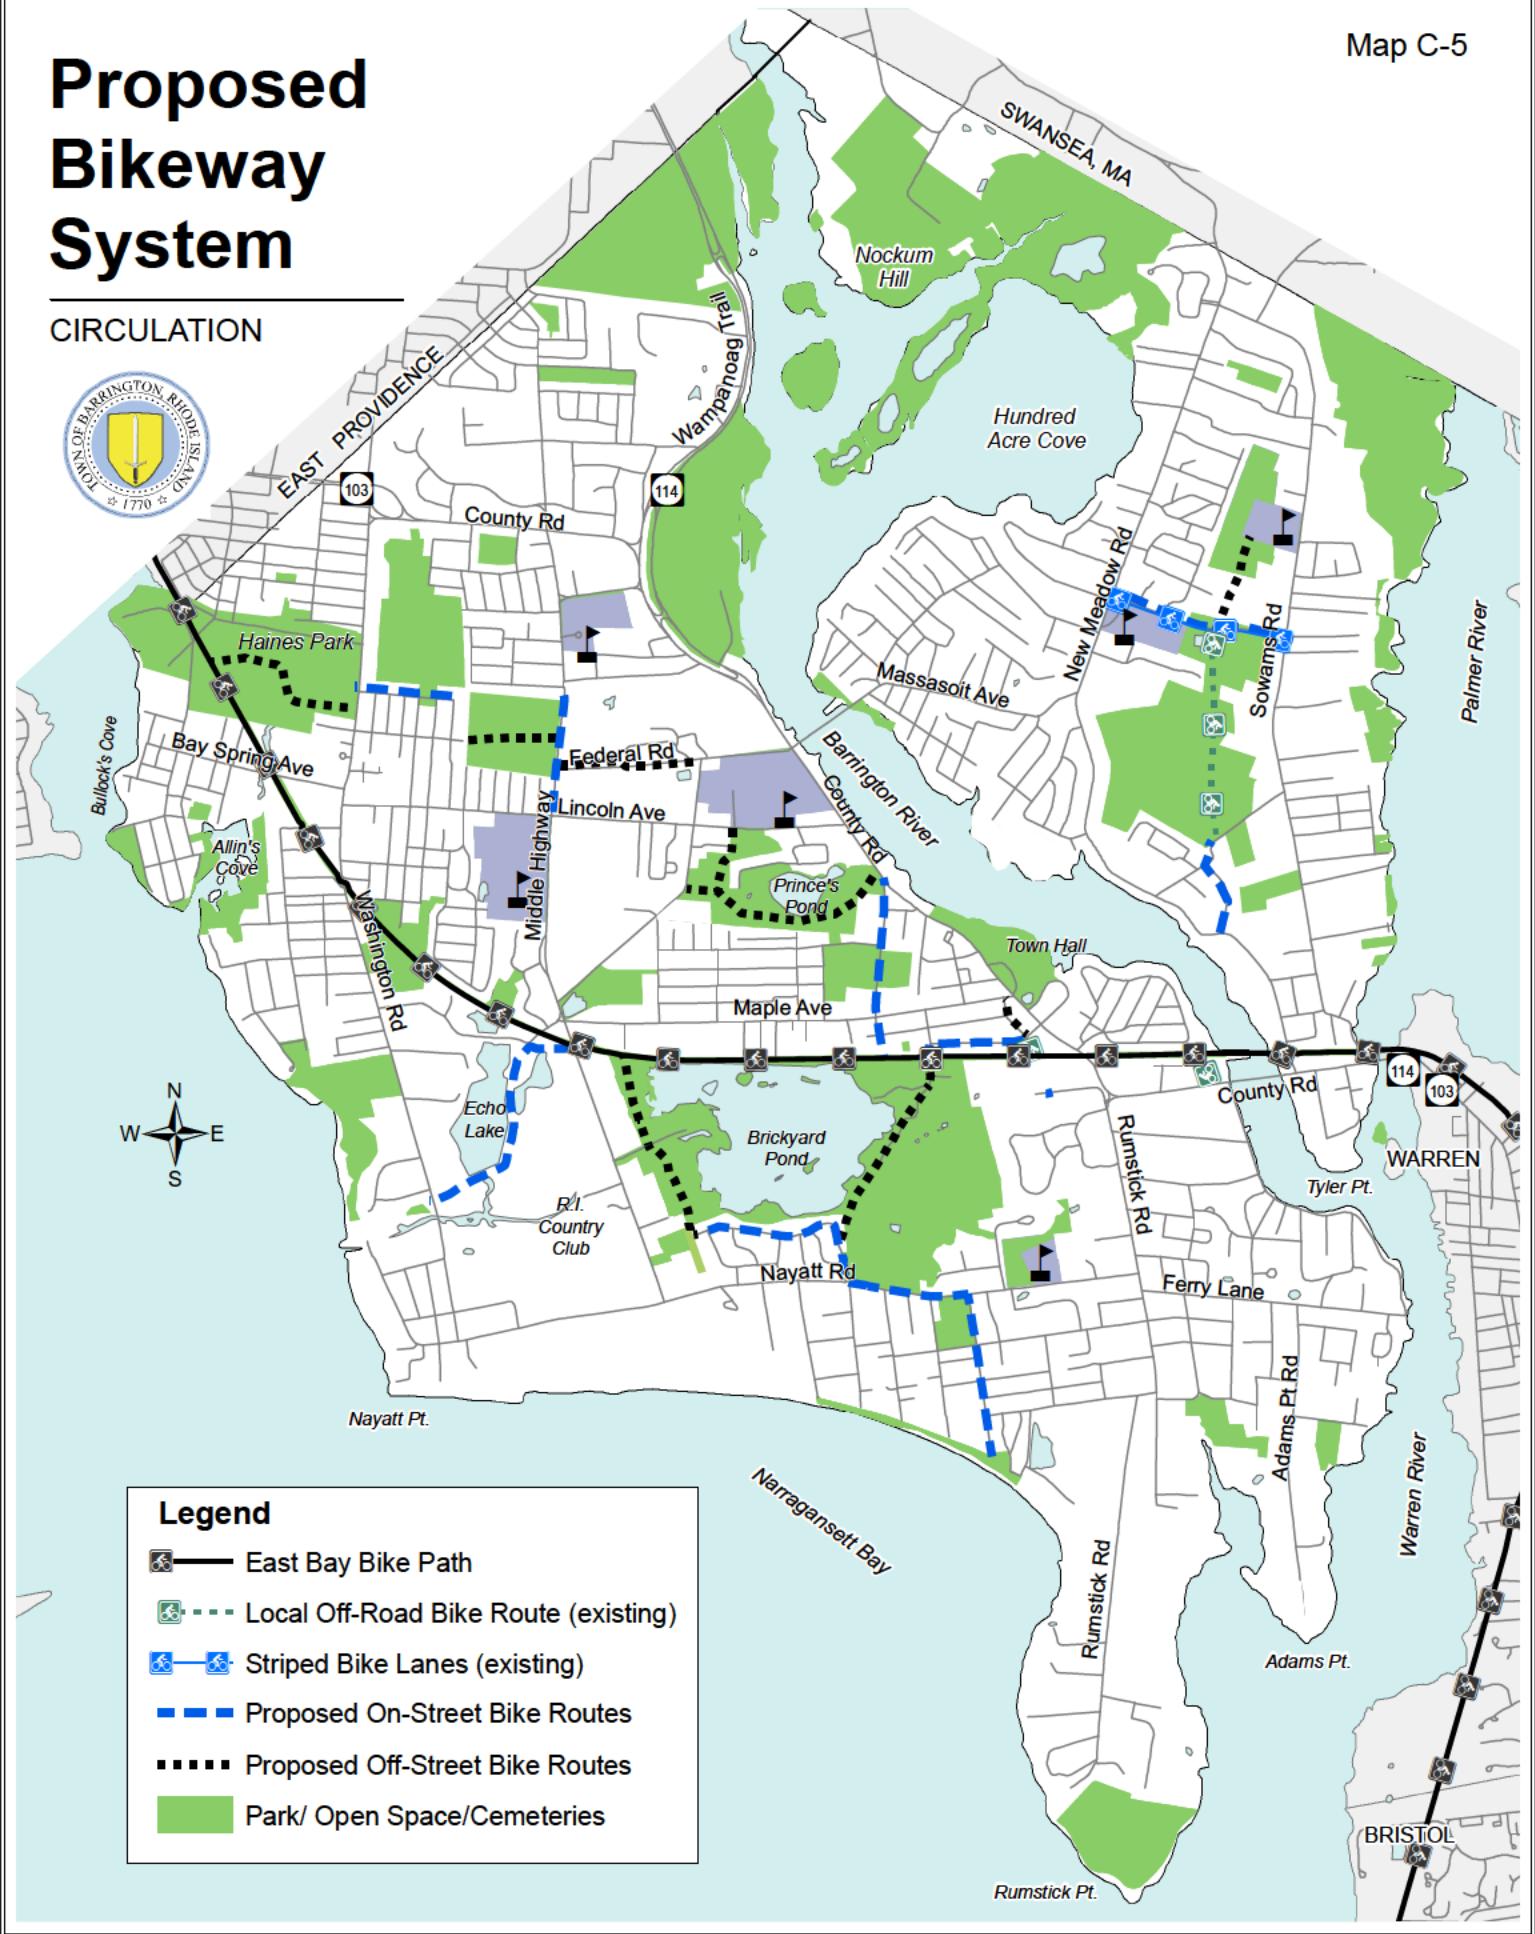 Map C-5
Proposed
Bikeway
System
CIRCULATION
TOWN OF BARRINGTON, RHODE ISLAND
1770
SWANSEA, MA
Nockum
Hill
Wampanoag Trail
EAST PROVIDENCE
Hundred
Acre Cove
103
114
County Rd
New Meadow Rd
Haines Park
Sowams Rd
Palmer River
Massasoit Ave
Bullock's Cove
Bay Spring Ave
Federal Rd
Barrington River
County Rd
Lincoln Ave
Middle Highway
Allin's
Cove
Prince's
Pond
Washington Rd
Town Hall
Maple Ave
114
103
County Rd
N
W
E
S
Echo
Lake
Brickyard
Pond
Rumstick Rd
WARREN
Tyler Pt.
R.I.
Country
Club
Nayatt Rd
Ferry Lane
Adams Pt Rd
Nayatt Pt.
Narragansett Bay
Warren River
Rumstick Rd
Adams Pt.
Legend
East Bay Bike Path
Local Off-Road Bike Route (existing)
Striped Bike Lanes (existing)
Proposed On-Street Bike Routes
Proposed Off-Street Bike Routes
Park/ Open Space/Cemeteries
BRISTOL
Rumstick Pt.